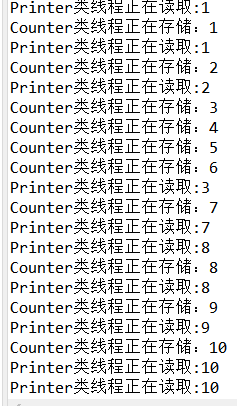 Printer类线程正在读取:1
Counter类线程正在存储：1
Printer类线程正在读取:1
Counter类线程正在存储：2
Printer类线程正在读取:2
Counter类线程正在存储：3
Counter类线程正在存储：4
Counter类线程正在存储：5
Counter类线程正在存储：6
Printer类线程正在读取:3
Counter类线程正在存储：7
Printer类线程正在读取:7
Printer类线程正在读取:8
Counter类线程正在存储：8
Printer类线程正在读取:8
Counter类线程正在存储：9
Printer类线程正在读取:9
Counter类线程正在存储：10
Printer类线程正在读取:10
Printer类线程正在读取:10